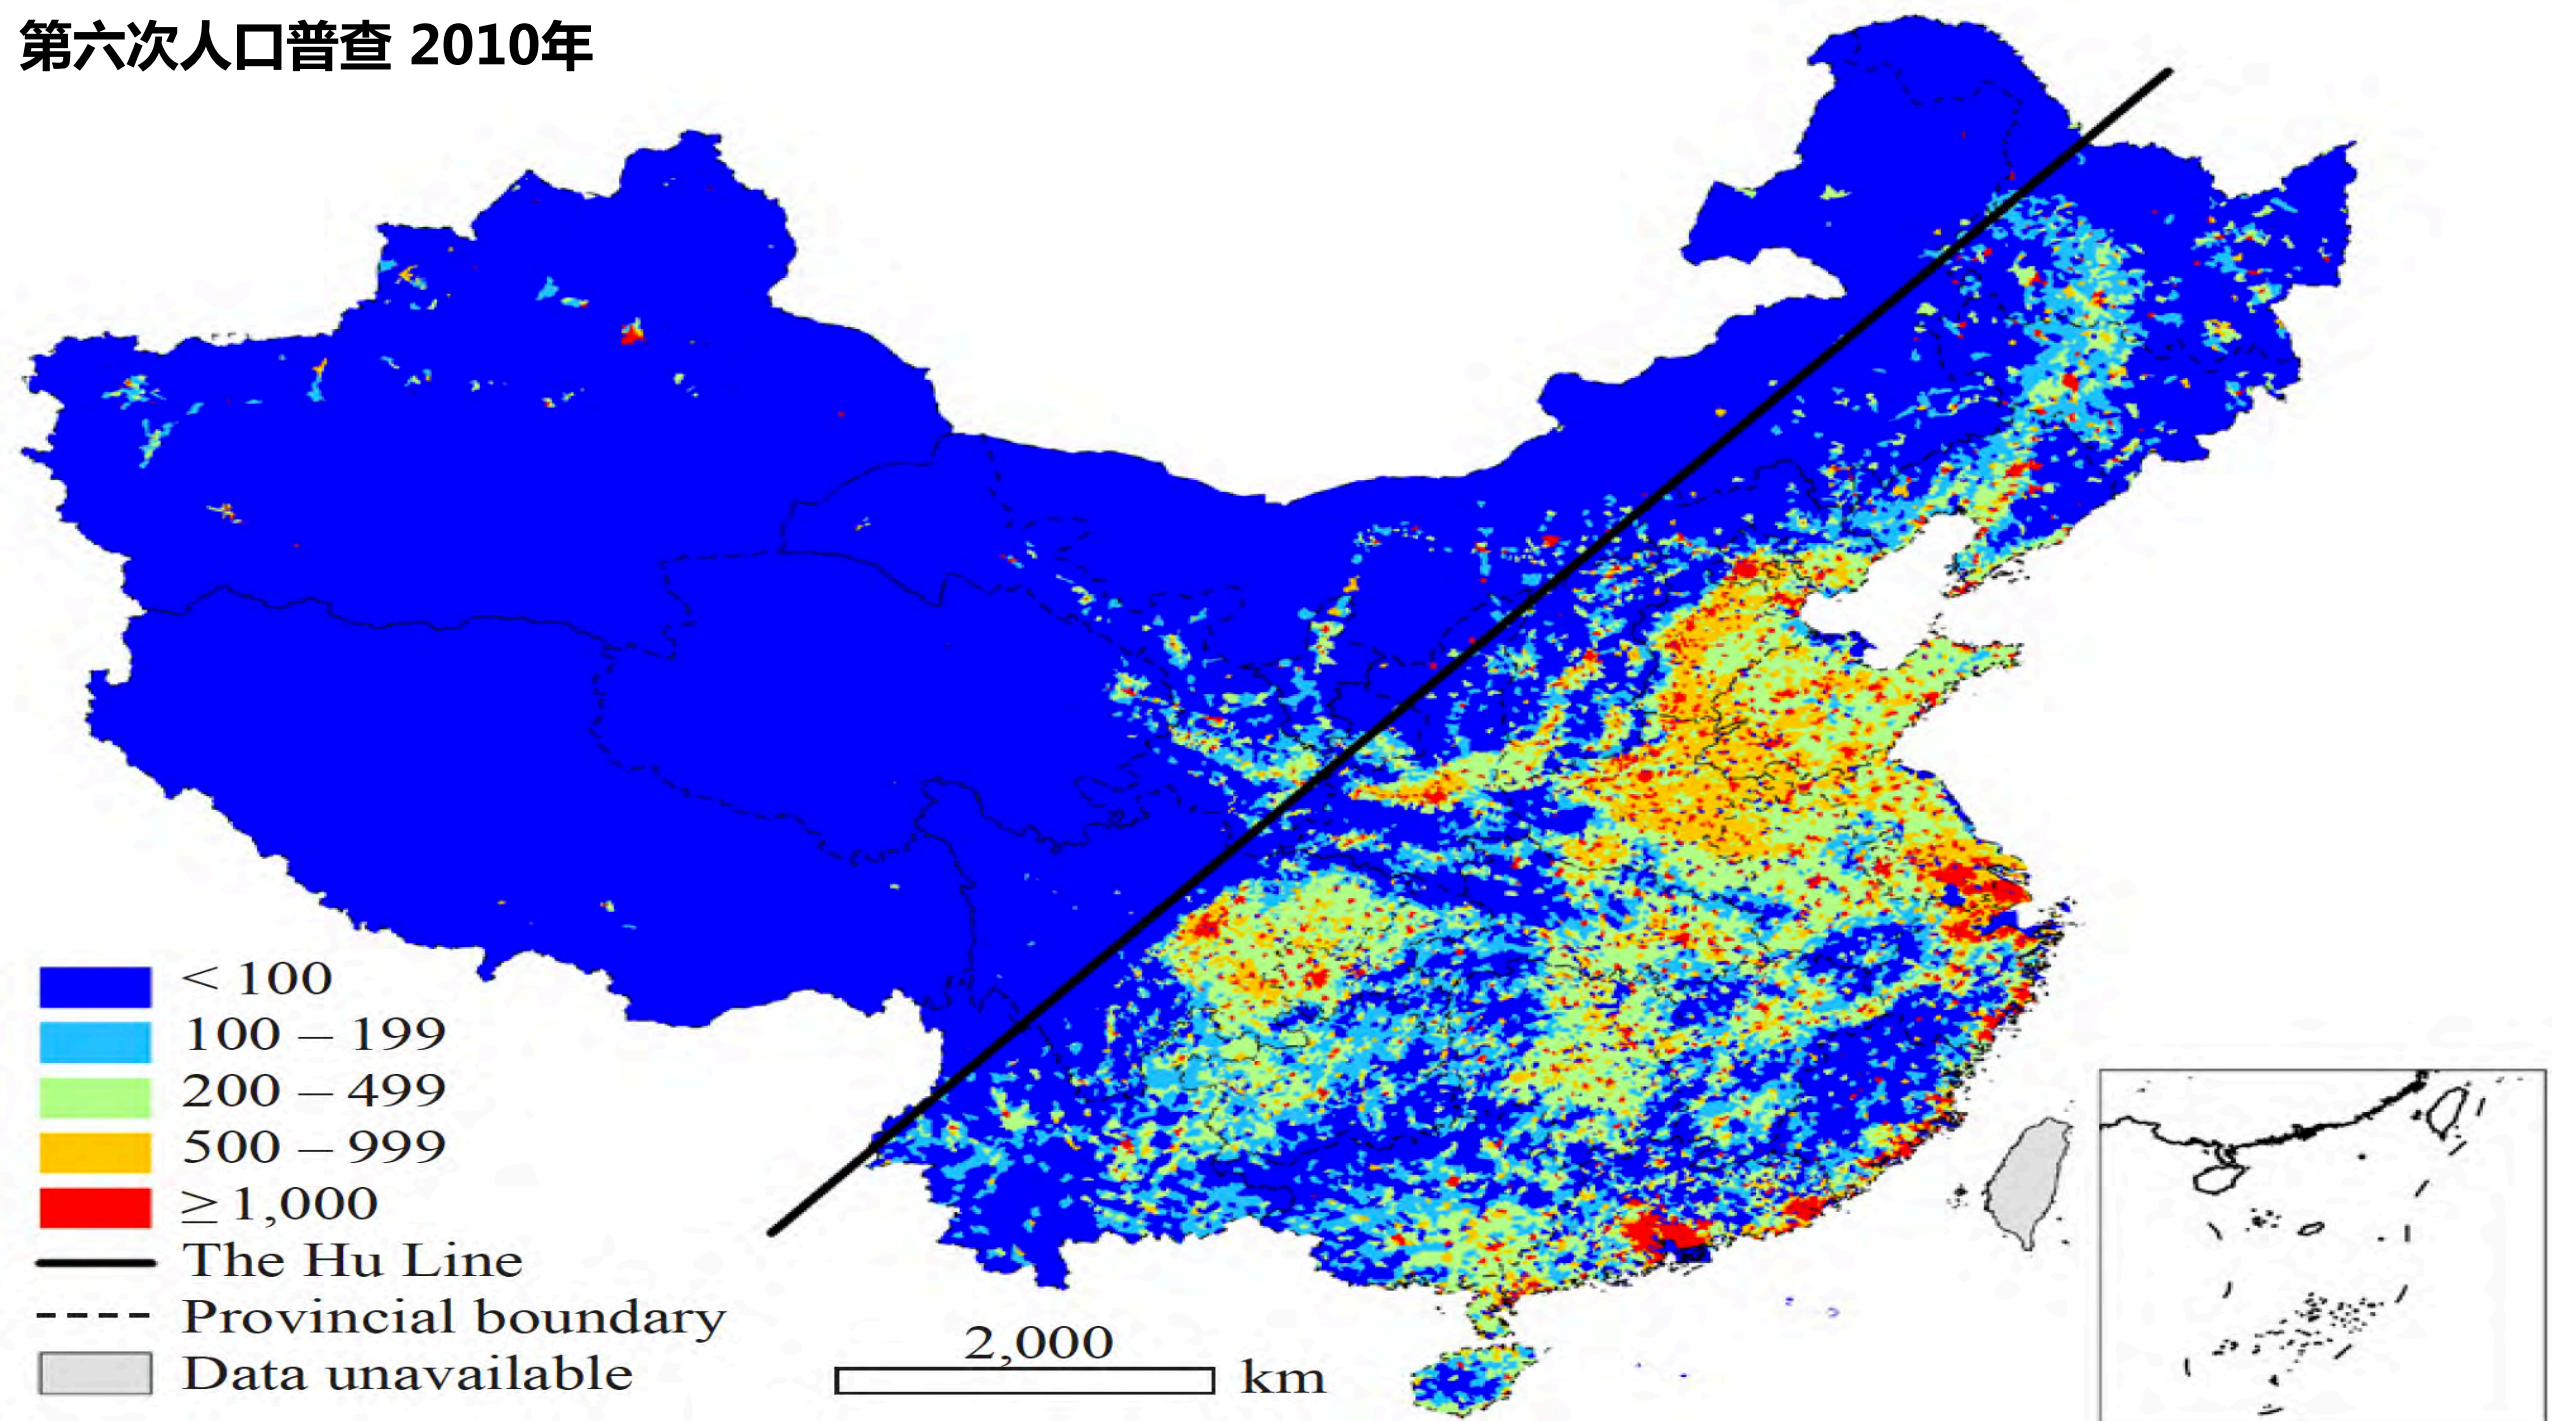 第六次人口普查 2010年
< 100
100 – 199
200 – 499
500 – 999
≥ 1,000
The Hu Line
Provincial boundary
Data unavailable
2,000
km